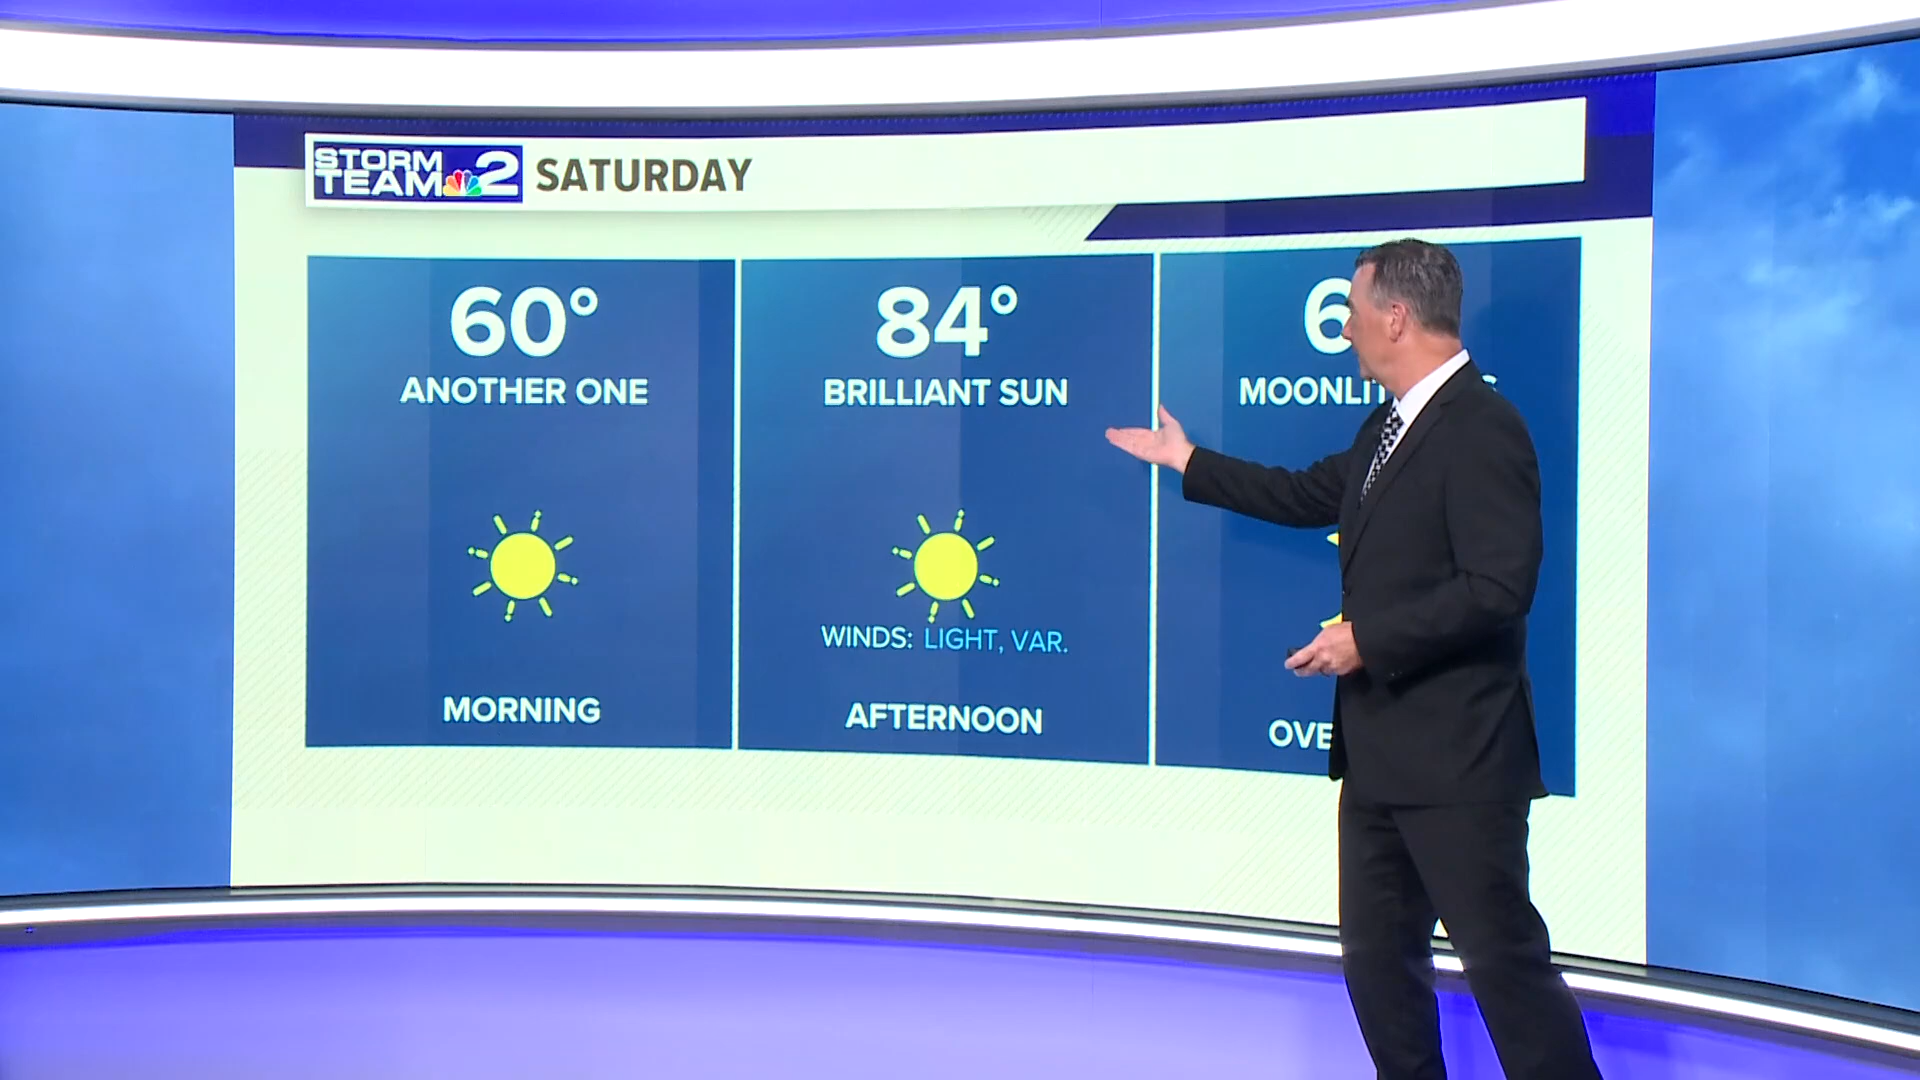 STORM
TEAM 2
SATURDAY
60°
ANOTHER ONE
MORNING
84°
BRILLIANT SUN
WINDS: LIGHT, VAR.
AFTERNOON